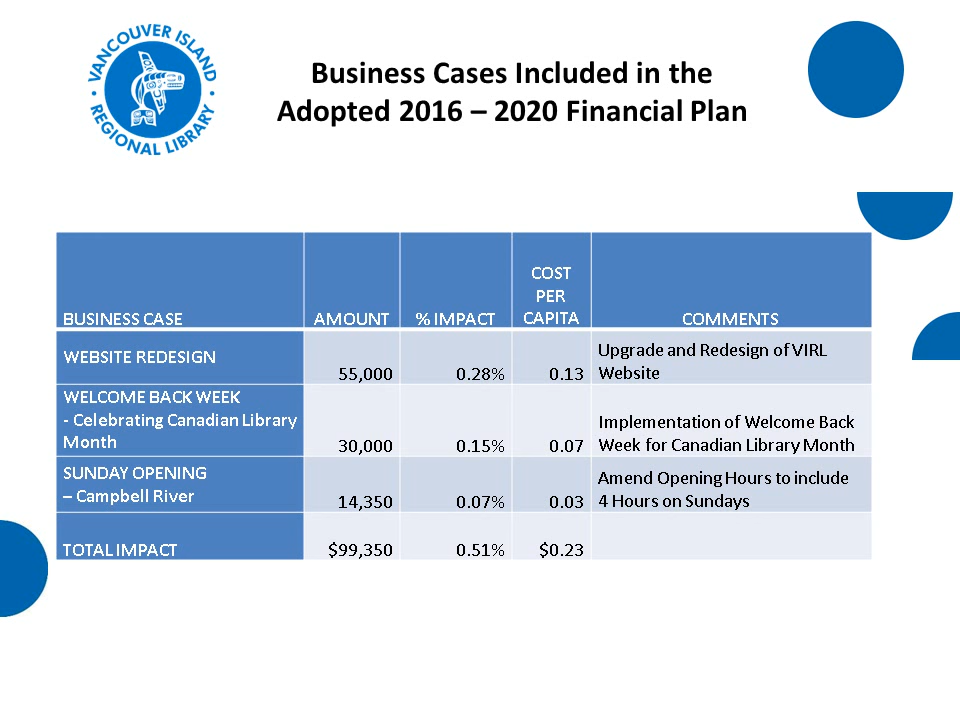 VANCOUVER ISLAND
REGIONAL LIBRARY
Business Cases Included in the
Adopted 2016 – 2020 Financial Plan
BUSINESS CASE AMOUNT % IMPACT COST PER CAPITA COMMENTS
WEBSITE REDESIGN 55,000 0.28% 0.13 Upgrade and Redesign of VIRL
Website
WELCOME BACK WEEK
- Celebrating Canadian Library
Month 30,000 0.15% 0.07 Implementation of Welcome Back
Week for Canadian Library Month
SUNDAY OPENING
– Campbell River 14,350 0.07% 0.03 Amend Opening Hours to include
4 Hours on Sundays
TOTAL IMPACT $99,350 0.51% $0.23